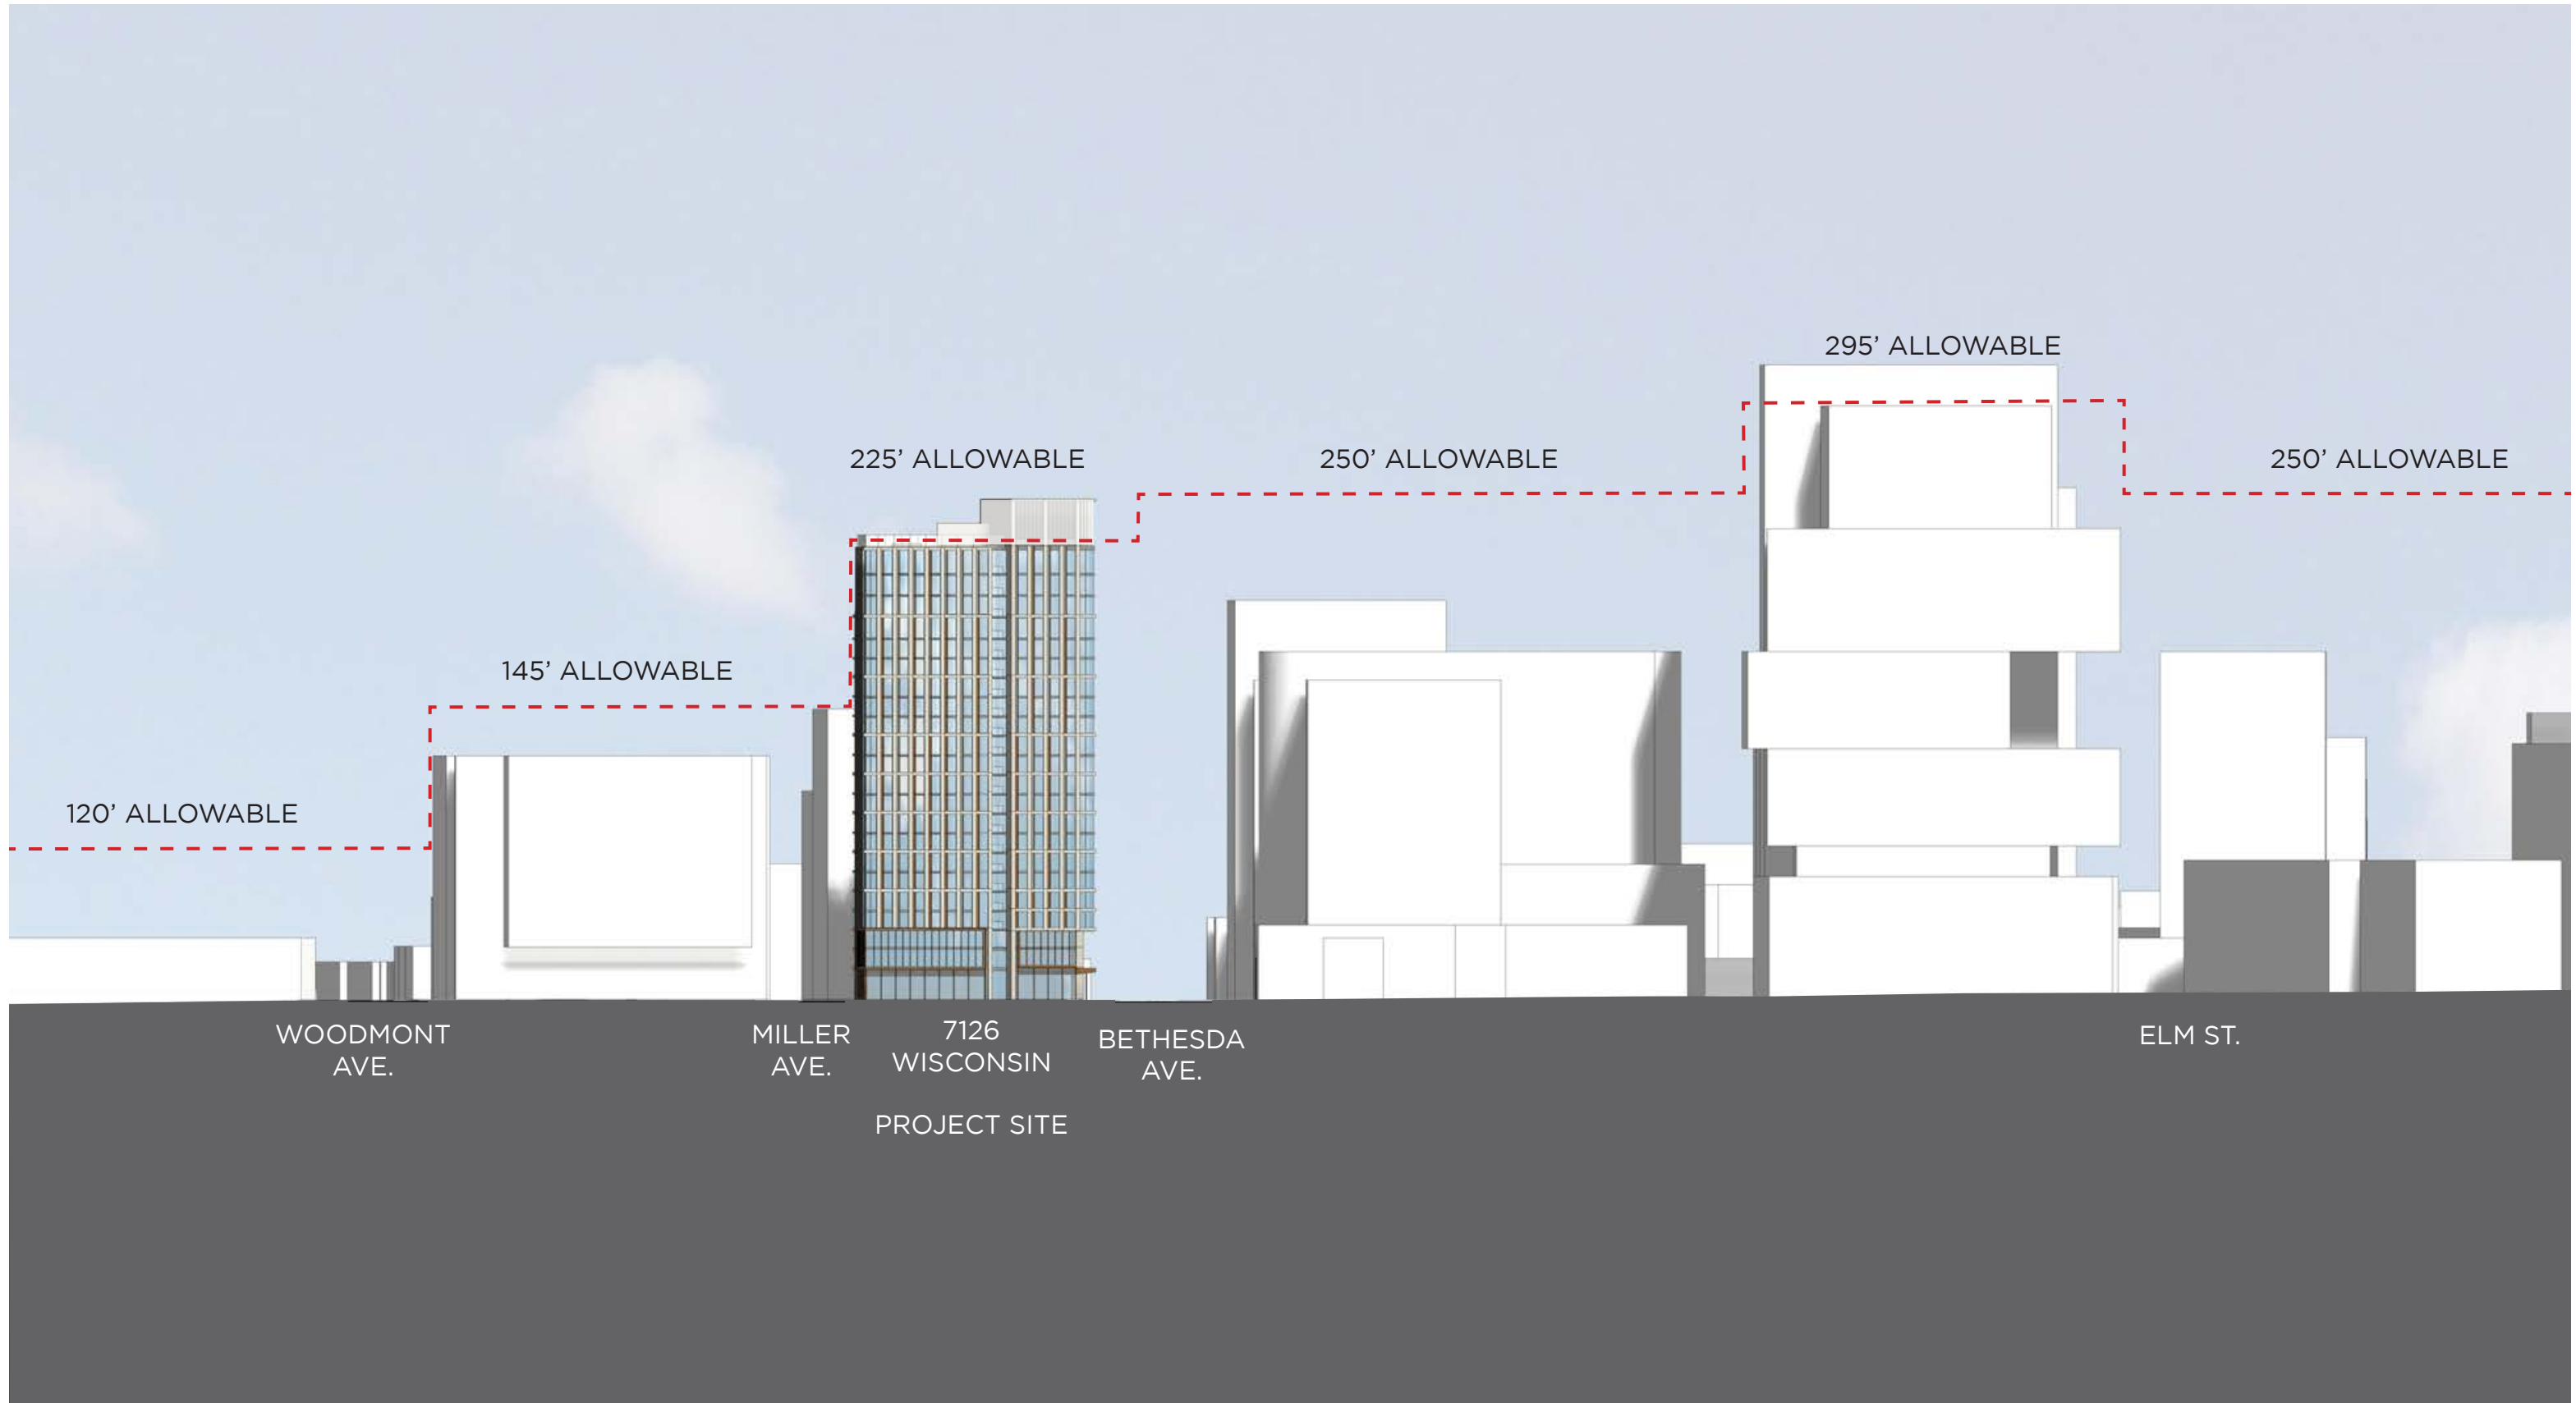 295’ ALLOWABLE
225’ ALLOWABLE
250’ ALLOWABLE
250’ ALLOWABLE
145’ ALLOWABLE
120’ ALLOWABLE
WOODMONT
AVE.
MILLER
AVE.
7126
WISCONSIN
PROJECT SITE
BETHESDA
AVE.
ELM ST.